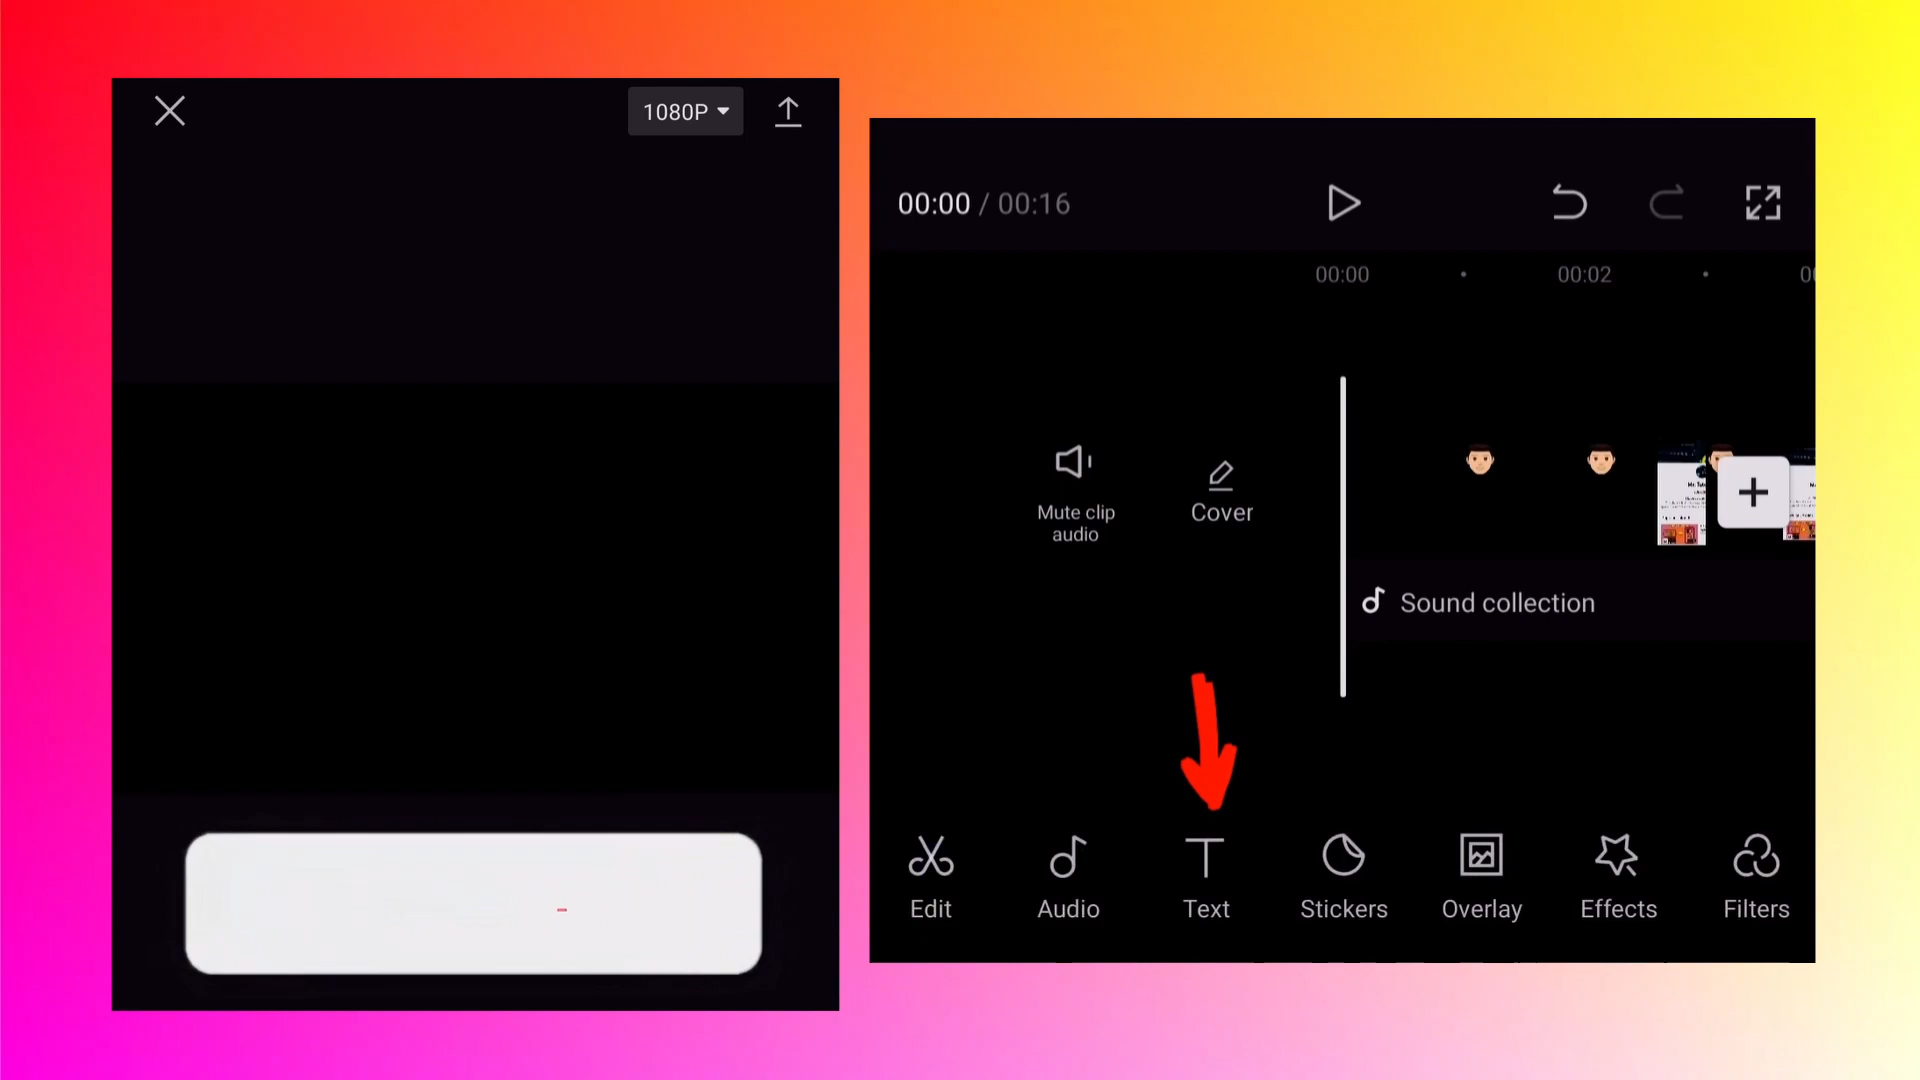 1080P
00:00 / 00:16
00:00
00:02
Mute clip
audio
Cover
Sound collection
Edit
Audio
Text
Stickers
Overlay
Effects
Filters